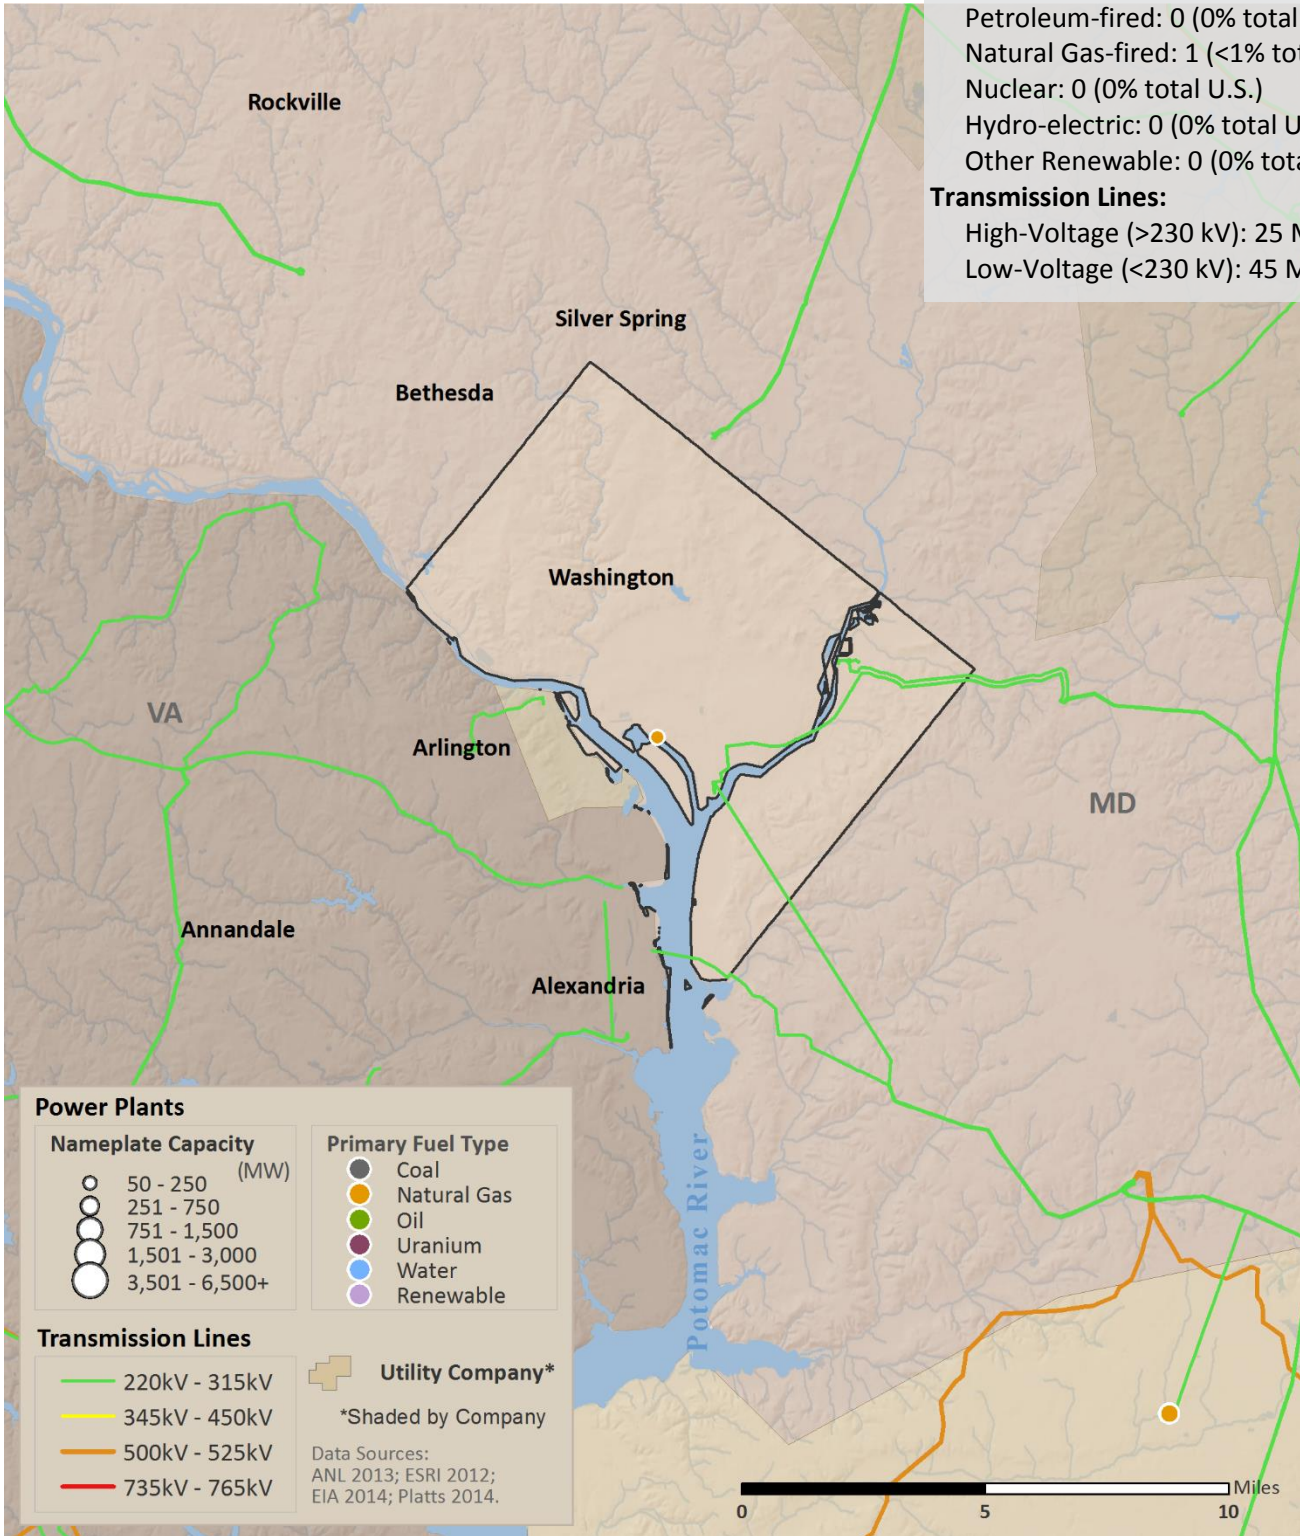 Petroleum-fired: 0 (0% total
Natural Gas-fired: 1 (<1% tot
Nuclear: 0 (0% total U.S.)
Hydro-electric: 0 (0% total U
Other Renewable: 0 (0% tota
Transmission Lines:
High-Voltage (>230 kV): 25 M
Low-Voltage (<230 kV): 45 M
Rockville
Silver Spring
Bethesda
Washington
VA
Arlington
MD
Annandale
Alexandria
Potomac River
Power Plants
Nameplate Capacity
(MW)
50 - 250
251 - 750
751 - 1,500
1,501 - 3,000
3,501 - 6,500+
Primary Fuel Type
Coal
Natural Gas
Oil
Uranium
Water
Renewable
Transmission Lines
220kV - 315kV
345kV - 450kV
500kV - 525kV
735kV - 765kV
Utility Company*
*Shaded by Company
Data Sources:
ANL 2013; ESRI 2012;
EIA 2014; Platts 2014.
Miles
0 5 10